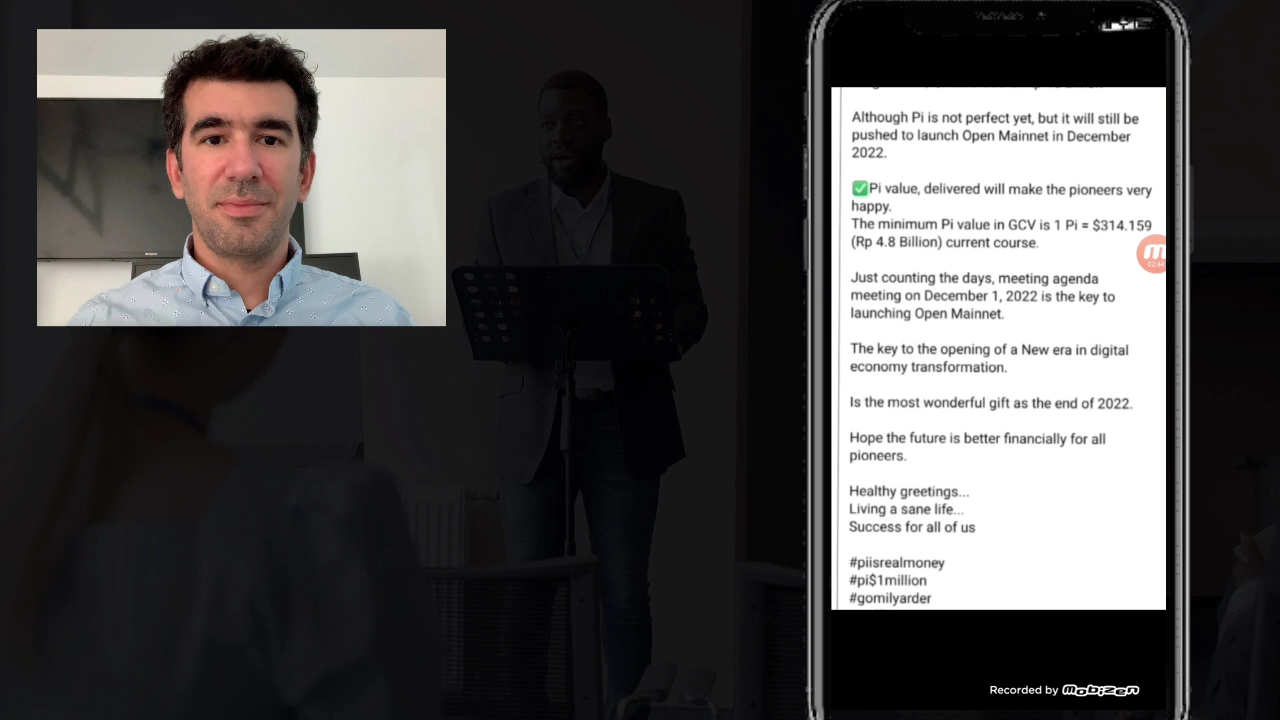 Although Pi is not perfect yet, but it will still be
pushed to launch Open Mainnet in December
2022.
✅Pi value, delivered will make the pioneers very
happy.
The minimum Pi value in GCV is 1 Pi = $314.159
(Rp 4.8 Billion) current course.
02:44
Just counting the days, meeting agenda
meeting on December 1, 2022 is the key to
launching Open Mainnet.
The key to the opening of a New era in digital
economy transformation.
Is the most wonderful gift as the end of 2022.
Hope the future is better financially for all
pioneers.
Healthy greetings...
Living a sane life...
Success for all of us
#piisrealmoney
#pi$1million
#gomilyarder
Recorded by Mobizen